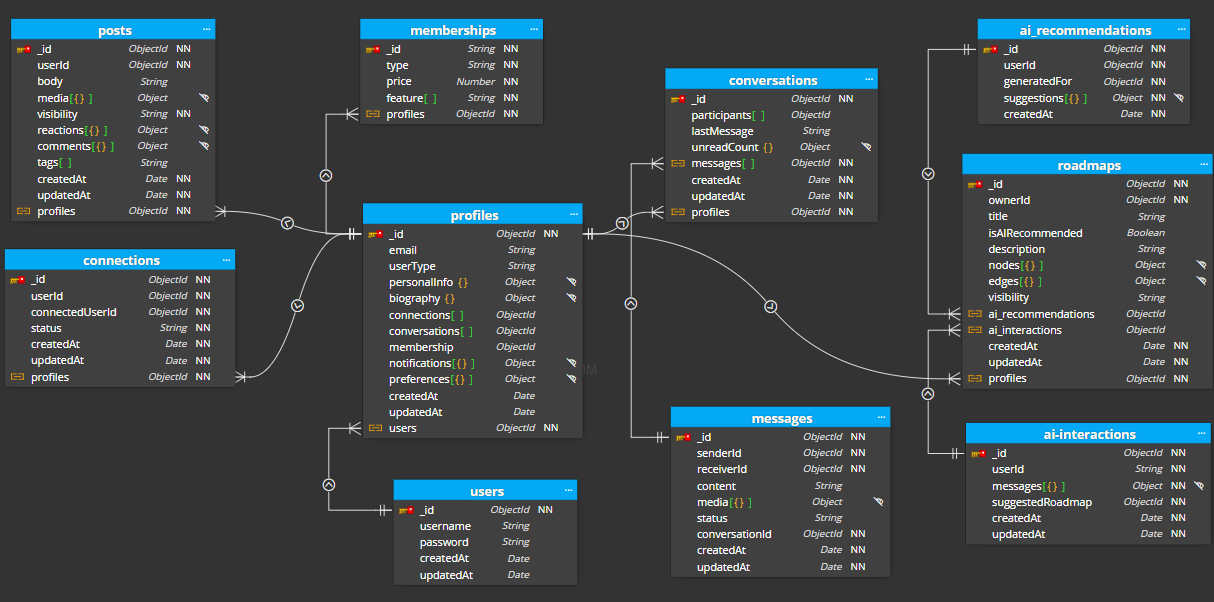 posts ...
_id ObjectId NN
userId ObjectId NN
body String
media[{} ] Object
visibility String NN
reactions[{} ] Object
comments[{} ] Object
tags[ ] String
createdAt Date NN
updatedAt Date NN
profiles ObjectId NN
connections ...
_id ObjectId NN
userId ObjectId NN
connectedUserId ObjectId NN
status String NN
createdAt Date NN
updatedAt Date NN
profiles ObjectId NN
memberships ...
_id String NN
type String NN
price Number NN
feature[ ] String NN
profiles ObjectId NN
profiles ...
_id ObjectId NN
email String
userType String
personalInfo {} Object
biography {} Object
connections[ ] ObjectId
conversations[ ] ObjectId
membership ObjectId
notifications[{} ] Object
preferences[{} ] Object
createdAt Date
updatedAt Date
users ObjectId NN
users ...
_id ObjectId NN
username String
password String
createdAt Date
updatedAt Date
conversations ...
_id ObjectId NN
participants[ ] ObjectId
lastMessage String
unreadCount {} Object
messages[ ] ObjectId NN
createdAt Date NN
updatedAt Date NN
profiles ObjectId NN
messages ...
_id ObjectId NN
senderId ObjectId NN
receiverId ObjectId NN
content String
media[{} ] Object
status String
conversationId ObjectId NN
createdAt Date NN
updatedAt Date NN
ai_recommendations ...
_id ObjectId NN
userId ObjectId NN
generatedFor ObjectId NN
suggestions[{} ] Object NN
createdAt Date NN
roadmaps ...
_id ObjectId NN
ownerId ObjectId NN
title String
isAIRecommended Boolean
description String
nodes[{} ] Object
edges[{} ] Object
visibility String
ai_recommendations ObjectId
ai_interactions ObjectId
createdAt Date NN
updatedAt Date NN
profiles ObjectId NN
ai-interactions ...
_id ObjectId NN
userId String NN
messages[{} ] Object NN
suggestedRoadmap ObjectId NN
createdAt Date NN
updatedAt Date NN